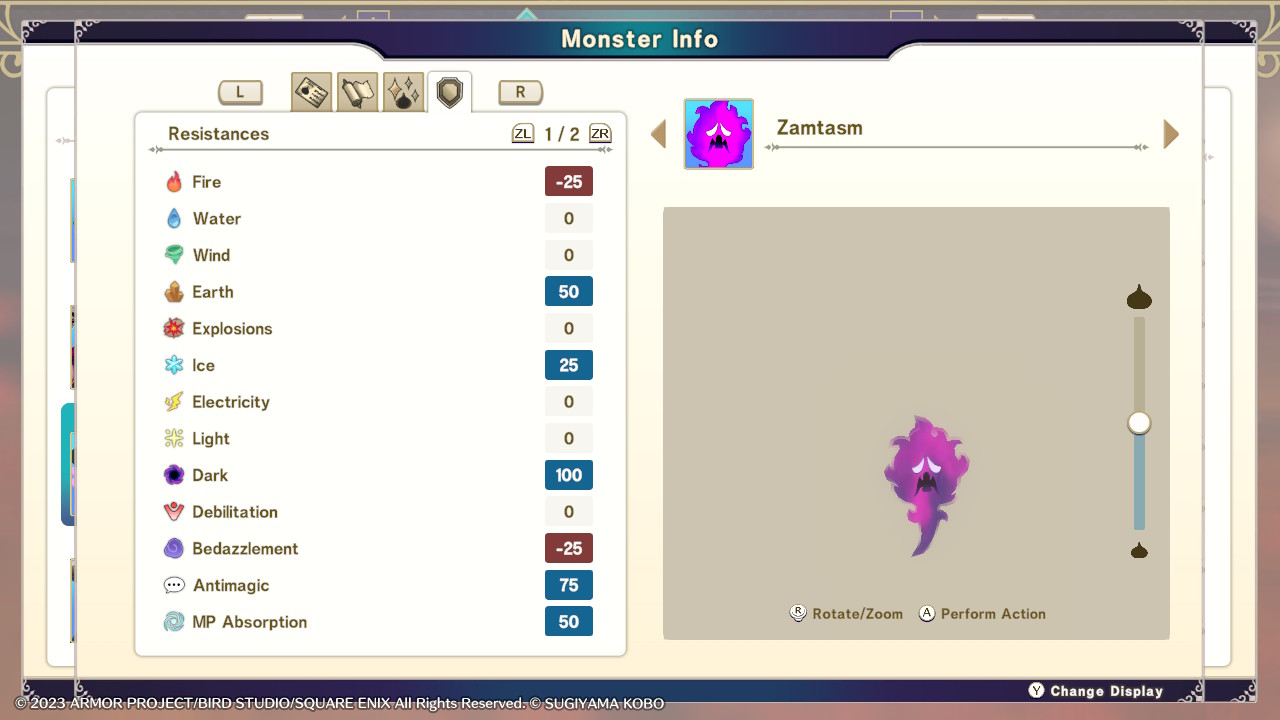 Monster Info
L
R
Resistances
ZL 1 / 2 ZR
Fire -25
Water 0
Wind 0
Earth 50
Explosions 0
Ice 25
Electricity 0
Light 0
Dark 100
Debilitation 0
Bedazzlement -25
Antimagic 75
MP Absorption 50
Zamtasm
R Rotate/Zoom A Perform Action
Y Change Display
© 2023 ARMOR PROJECT/BIRD STUDIO/SQUARE ENIX All Rights Reserved. © SUGIYAMA KOBO